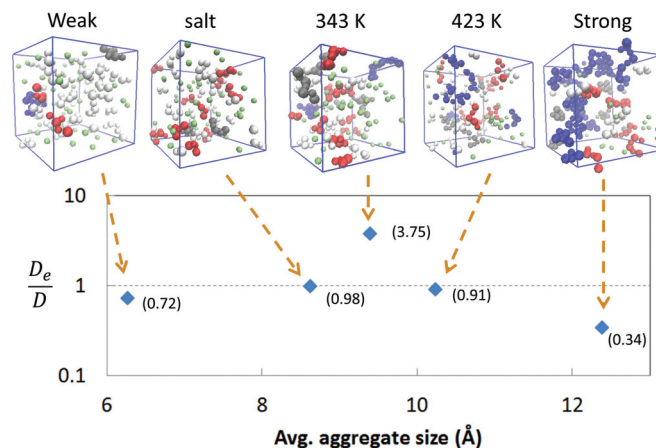 Weak salt 343 K 423 K Strong
10
(3.75)
D_e
1
D
(0.72) (0.98) (0.91)
(0.34)
0.1
6 8 10 12
Avg. aggregate size (Å)